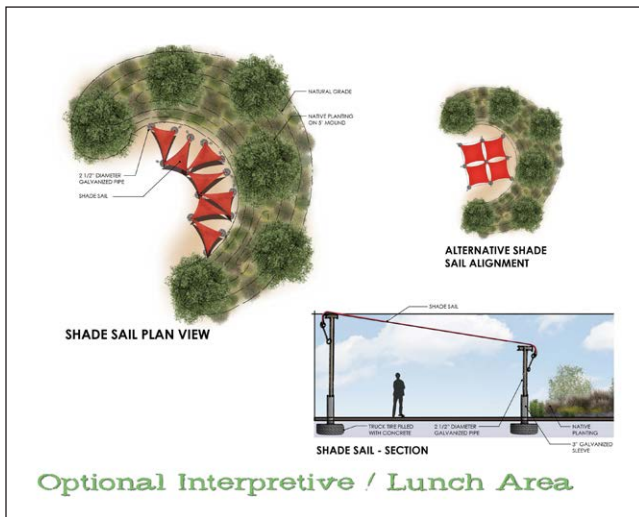 NATURAL GRADE
NATIVE PLANTING
ON 5' MOUND
2 1/2" DIAMETER
GALVANIZED PIPE
SHADE SAIL
SHADE SAIL PLAN VIEW
ALTERNATIVE SHADE
SAIL ALIGNMENT
SHADE SAIL
TRUCK TIRE FILLED
WITH CONCRETE
2 1/2" DIAMETER
GALVANIZED PIPE
NATIVE
PLANTING
3" GALVANIZED
SLEEVE
SHADE SAIL - SECTION
Optional Interpretive / Lunch Area